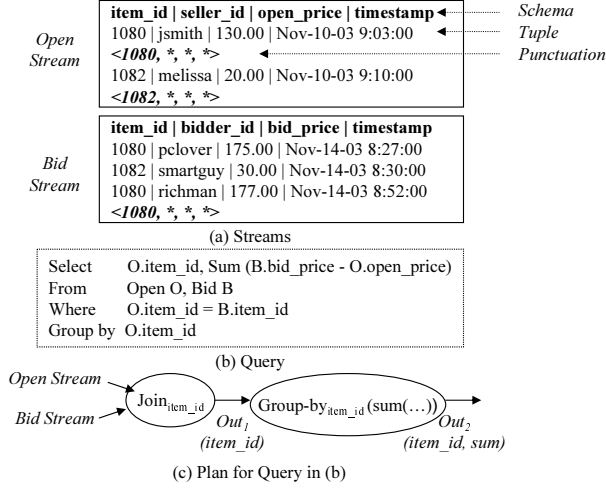 item_id | seller_id | open_price | timestamp
Schema
Open
Stream
1080 | jsmith | 130.00 | Nov-10-03 9:03:00
Tuple
<1080, *, *, *>
Punctuation
1082 | melissa | 20.00 | Nov-10-03 9:10:00
<1082, *, *, *>
item_id | bidder_id | bid_price | timestamp
Bid
Stream
1080 | pclover | 175.00 | Nov-14-03 8:27:00
1082 | smartguy | 30.00 | Nov-14-03 8:30:00
1080 | richman | 177.00 | Nov-14-03 8:52:00
<1080, *, *, *>
(a) Streams
Select O.item_id, Sum (B.bid_price - O.open_price)
From Open O, Bid B
Where O.item_id = B.item_id
Group by O.item_id
(b) Query
Open Stream
Bid Stream
Join item_id
Out1
(item_id)
Group-by item_id (sum(…))
Out2
(item_id, sum)
(c) Plan for Query in (b)